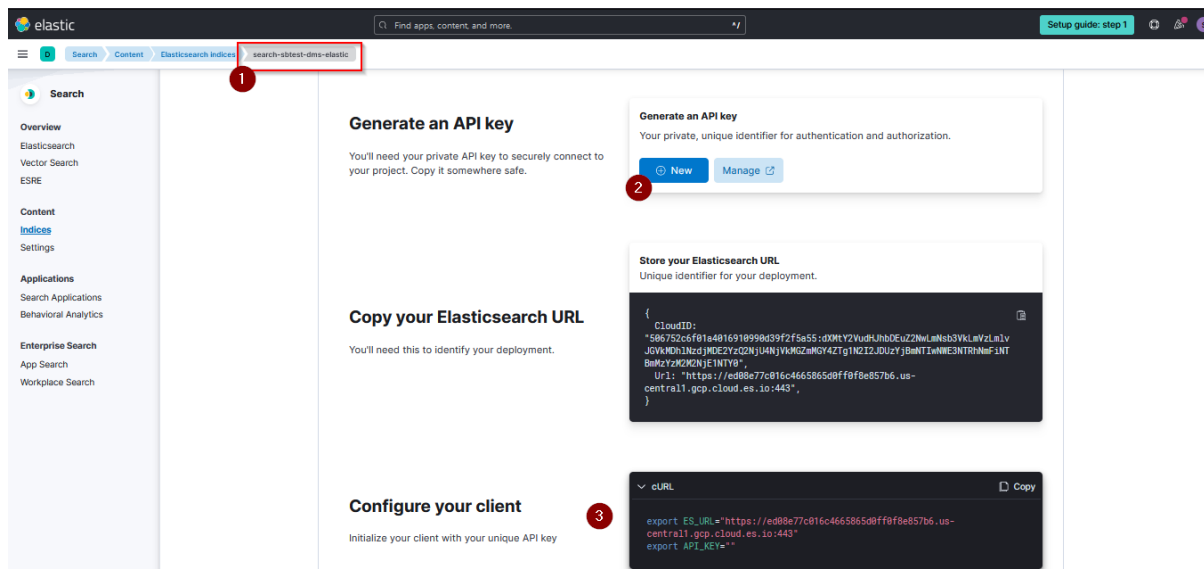 elastic
Find apps, content, and more.
*/
Setup guide: step 1
D
Search
Content
Elasticsearch Indices
search-sbtest-dms-elastic
1
Search
Overview
Elasticsearch
Vector Search
ESRE
Content
Indices
Settings
Applications
Search Applications
Behavioral Analytics
Enterprise Search
App Search
Workplace Search
Generate an API key
You'll need your private API key to securely connect to
your project. Copy it somewhere safe.
Generate an API key
Your private, unique identifier for authentication and authorization.
New
Manage
2
Copy your Elasticsearch URL
You'll need this to identify your deployment.
Store your Elasticsearch URL
Unique identifier for your deployment.
{
CloudID:
"506752c6f01a4016910990d39f2f5a55:dXMtY2VudHJhbDEuZ2NwLmNsb3VkLmVzLmlv
JGVkMDhlNzdjMDE2YzQ2NjU4NjVkMGZmMGY4ZTg1N2I2JDUzYjBmNTIwNWE3NTRhNmFiNT
BmMzYzM2M2NjE1NTY0",
Url: "https://ed08e77c016c4665865d0ff0f8e857b6.us-
central1.gcp.cloud.es.io:443",
}
Configure your client
Initialize your client with your unique API key
3
cURL
Copy
export ES_URL="https://ed08e77c016c4665865d0ff0f8e857b6.us-
central1.gcp.cloud.es.io:443"
export API_KEY=""